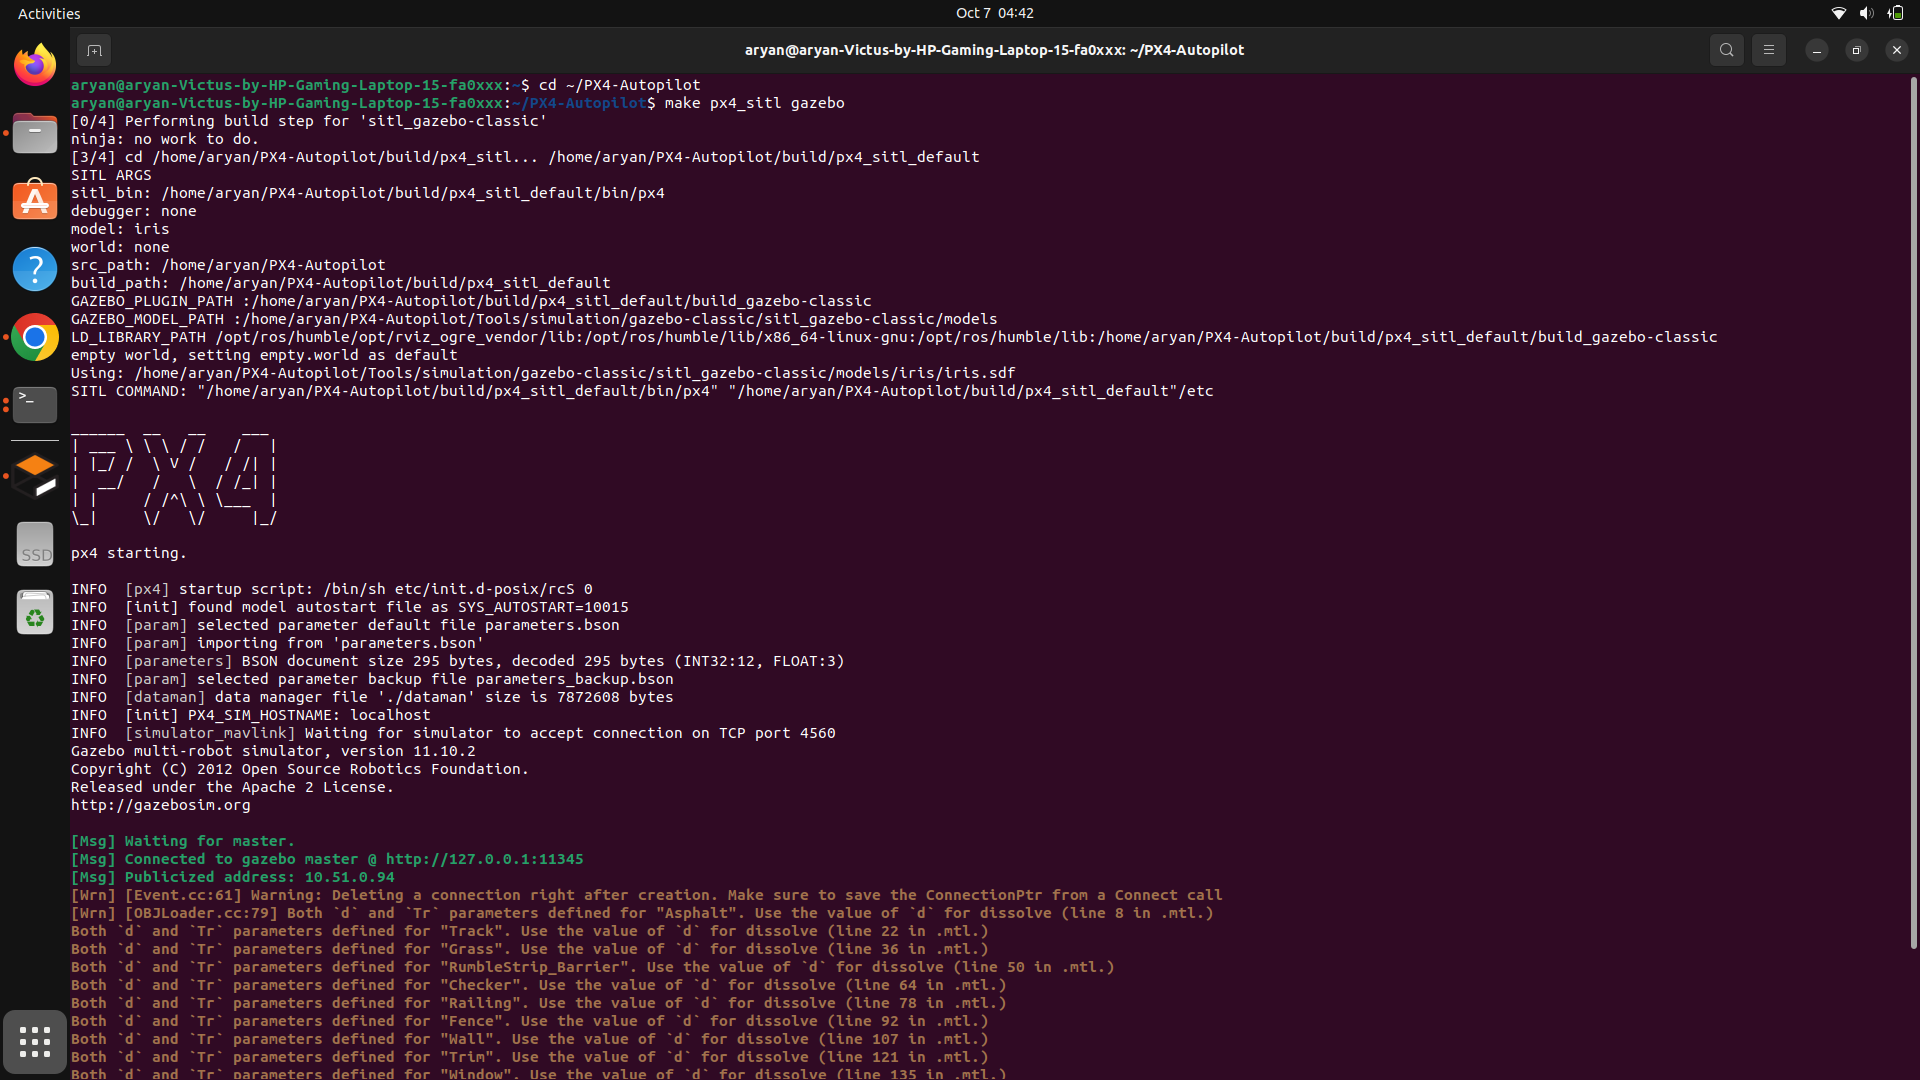 Activities
Oct 7 04:42
aryan@aryan-Victus-by-HP-Gaming-Laptop-15-fa0xxx: ~/PX4-Autopilot
aryan@aryan-Victus-by-HP-Gaming-Laptop-15-fa0xxx:~$ cd ~/PX4-Autopilot
aryan@aryan-Victus-by-HP-Gaming-Laptop-15-fa0xxx:~/PX4-Autopilot$ make px4_sitl gazebo
[0/4] Performing build step for 'sitl_gazebo-classic'
ninja: no work to do.
[3/4] cd /home/aryan/PX4-Autopilot/build/px4_sitl... /home/aryan/PX4-Autopilot/build/px4_sitl_default
SITL ARGS
sitl_bin: /home/aryan/PX4-Autopilot/build/px4_sitl_default/bin/px4
debugger: none
model: iris
world: none
src_path: /home/aryan/PX4-Autopilot
build_path: /home/aryan/PX4-Autopilot/build/px4_sitl_default
GAZEBO_PLUGIN_PATH :/home/aryan/PX4-Autopilot/build/px4_sitl_default/build_gazebo-classic
GAZEBO_MODEL_PATH :/home/aryan/PX4-Autopilot/Tools/simulation/gazebo-classic/sitl_gazebo-classic/models
LD_LIBRARY_PATH /opt/ros/humble/opt/rviz_ogre_vendor/lib:/opt/ros/humble/lib/x86_64-linux-gnu:/opt/ros/humble/lib:/home/aryan/PX4-Autopilot/build/px4_sitl_default/build_gazebo-classic
empty world, setting empty.world as default
Using: /home/aryan/PX4-Autopilot/Tools/simulation/gazebo-classic/sitl_gazebo-classic/models/iris/iris.sdf
SITL COMMAND: "/home/aryan/PX4-Autopilot/build/px4_sitl_default/bin/px4" "/home/aryan/PX4-Autopilot/build/px4_sitl_default"/etc
______  __   __    ___
| ___ \ \ \ / /   /   |
| |_/ /  \ V /   / /| |
|  __/   /   \  / /_| |
| |     / /^\ \ \___  |
\_|     \/   \/     |_/
px4 starting.
INFO  [px4] startup script: /bin/sh etc/init.d-posix/rcS 0
INFO  [init] found model autostart file as SYS_AUTOSTART=10015
INFO  [param] selected parameter default file parameters.bson
INFO  [param] importing from 'parameters.bson'
INFO  [parameters] BSON document size 295 bytes, decoded 295 bytes (INT32:12, FLOAT:3)
INFO  [param] selected parameter backup file parameters_backup.bson
INFO  [dataman] data manager file './dataman' size is 7872608 bytes
INFO  [init] PX4_SIM_HOSTNAME: localhost
INFO  [simulator_mavlink] Waiting for simulator to accept connection on TCP port 4560
Gazebo multi-robot simulator, version 11.10.2
Copyright (C) 2012 Open Source Robotics Foundation.
Released under the Apache 2 License.
http://gazebosim.org
[Msg] Waiting for master.
[Msg] Connected to gazebo master @ http://127.0.0.1:11345
[Msg] Publicized address: 10.51.0.94
[Wrn] [Event.cc:61] Warning: Deleting a connection right after creation. Make sure to save the ConnectionPtr from a Connect call
[Wrn] [OBJLoader.cc:79] Both `d` and `Tr` parameters defined for "Asphalt". Use the value of `d` for dissolve (line 8 in .mtl.)
Both `d` and `Tr` parameters defined for "Track". Use the value of `d` for dissolve (line 22 in .mtl.)
Both `d` and `Tr` parameters defined for "Grass". Use the value of `d` for dissolve (line 36 in .mtl.)
Both `d` and `Tr` parameters defined for "RumbleStrip_Barrier". Use the value of `d` for dissolve (line 50 in .mtl.)
Both `d` and `Tr` parameters defined for "Checker". Use the value of `d` for dissolve (line 64 in .mtl.)
Both `d` and `Tr` parameters defined for "Railing". Use the value of `d` for dissolve (line 78 in .mtl.)
Both `d` and `Tr` parameters defined for "Fence". Use the value of `d` for dissolve (line 92 in .mtl.)
Both `d` and `Tr` parameters defined for "Wall". Use the value of `d` for dissolve (line 107 in .mtl.)
Both `d` and `Tr` parameters defined for "Trim". Use the value of `d` for dissolve (line 121 in .mtl.)
Both `d` and `Tr` parameters defined for "Window". Use the value of `d` for dissolve (line 135 in .mtl.)
SSD